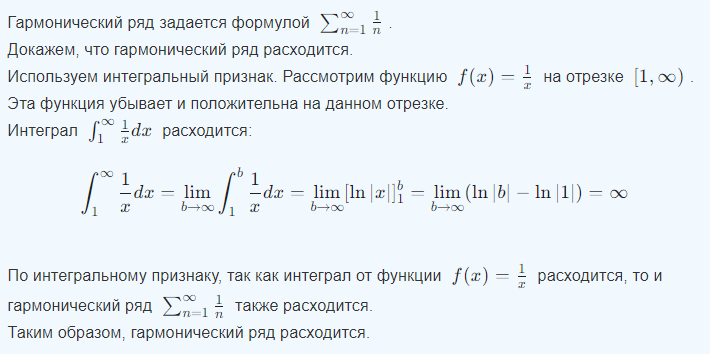 Гармонический ряд задается формулой $\sum_{n=1}^{\infty} \frac{1}{n}$ .
Докажем, что гармонический ряд расходится.
Используем интегральный признак. Рассмотрим функцию $f(x) = \frac{1}{x}$ на отрезке $[1, \infty)$ .
Эта функция убывает и положительна на данном отрезке.
Интеграл $\int_1^{\infty} \frac{1}{x} dx$ расходится:
$\int_1^{\infty} \frac{1}{x} dx = \lim_{b \to \infty} \int_1^b \frac{1}{x} dx = \lim_{b \to \infty} [\ln |x|]_1^b = \lim_{b \to \infty} (\ln |b| - \ln |1|) = \infty$
По интегральному признаку, так как интеграл от функции $f(x) = \frac{1}{x}$ расходится, то и
гармонический ряд $\sum_{n=1}^{\infty} \frac{1}{n}$ также расходится.
Таким образом, гармонический ряд расходится.